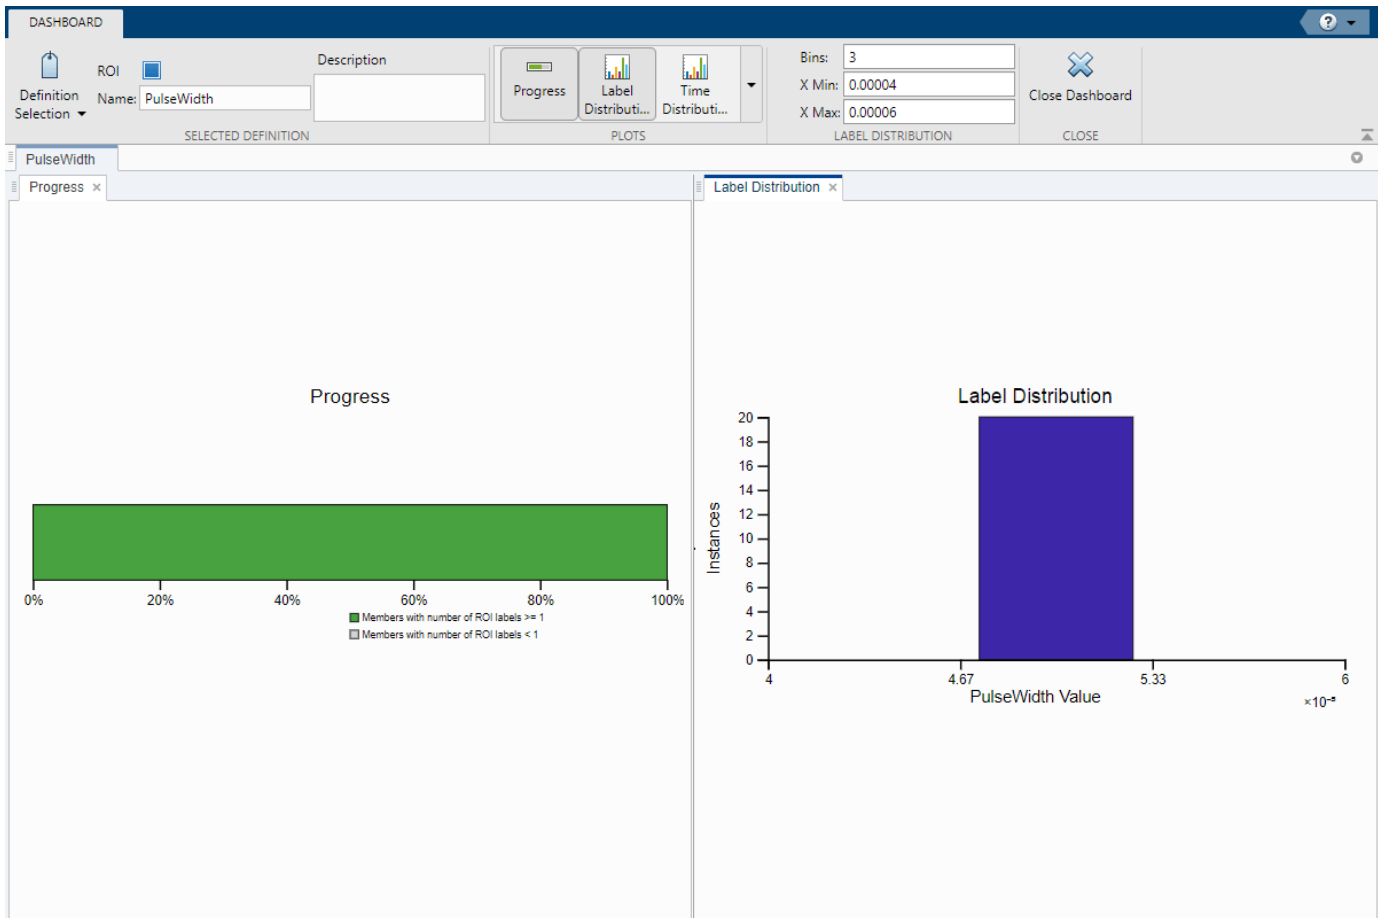 DASHBOARD
?
Definition
Selection
ROI
Name: PulseWidth
Description
SELECTED DEFINITION
Progress
Label
Distributi...
Time
Distributi...
PLOTS
Bins: 3
X Min: 0.00004
X Max: 0.00006
LABEL DISTRIBUTION
Close Dashboard
CLOSE
PulseWidth
Progress ×
Label Distribution ×
Progress
0% 20% 40% 60% 80% 100%
Members with number of ROI labels >= 1
Members with number of ROI labels < 1
Label Distribution
Instances
20
18
16
14
12
10
8
6
4
2
0
4 4.67 5.33 6
PulseWidth Value
×10⁻⁵